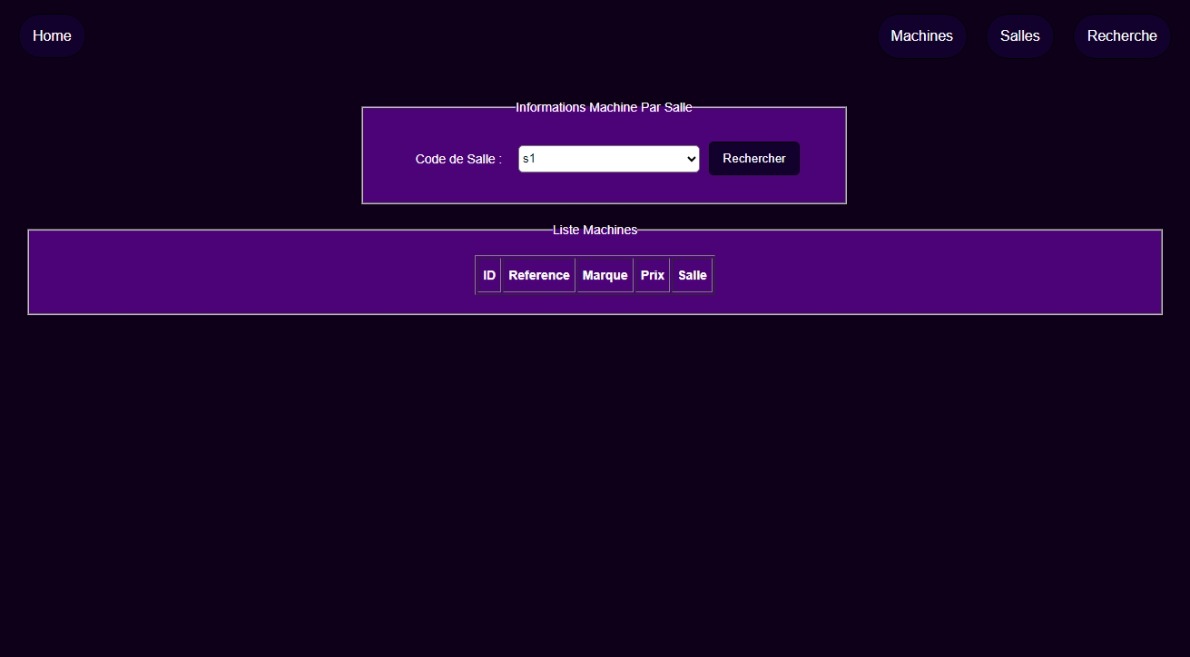 Home Machines Salles Recherche
Informations Machine Par Salle
Code de Salle : s1 Rechercher
Liste Machines
ID Reference Marque Prix Salle